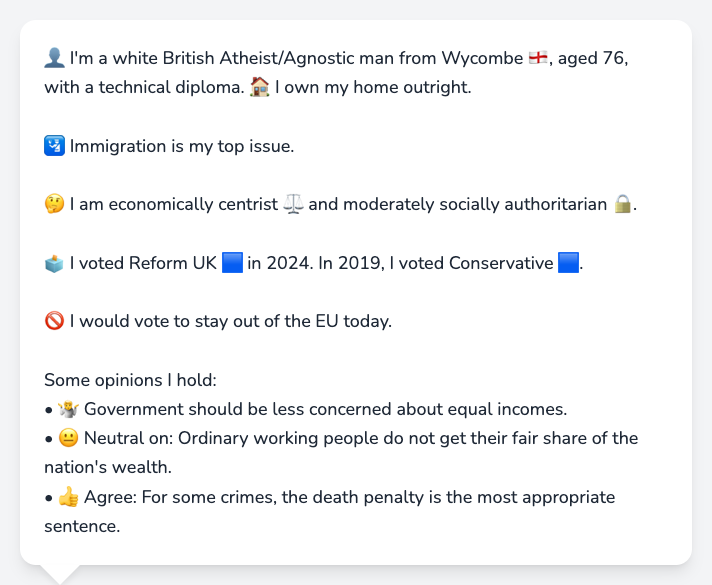 👤 I'm a white British Atheist/Agnostic man from Wycombe 🏴󠁧󠁢󠁥󠁮󠁧󠁿, aged 76,
with a technical diploma. 🏠 I own my home outright.
🛂 Immigration is my top issue.
🤔 I am economically centrist ⚖️ and moderately socially authoritarian 🔒.
🗳️ I voted Reform UK 🟦 in 2024. In 2019, I voted Conservative 🟦.
🚫 I would vote to stay out of the EU today.
Some opinions I hold:
• 🤷 Government should be less concerned about equal incomes.
• 😐 Neutral on: Ordinary working people do not get their fair share of the
nation's wealth.
• 👍 Agree: For some crimes, the death penalty is the most appropriate
sentence.